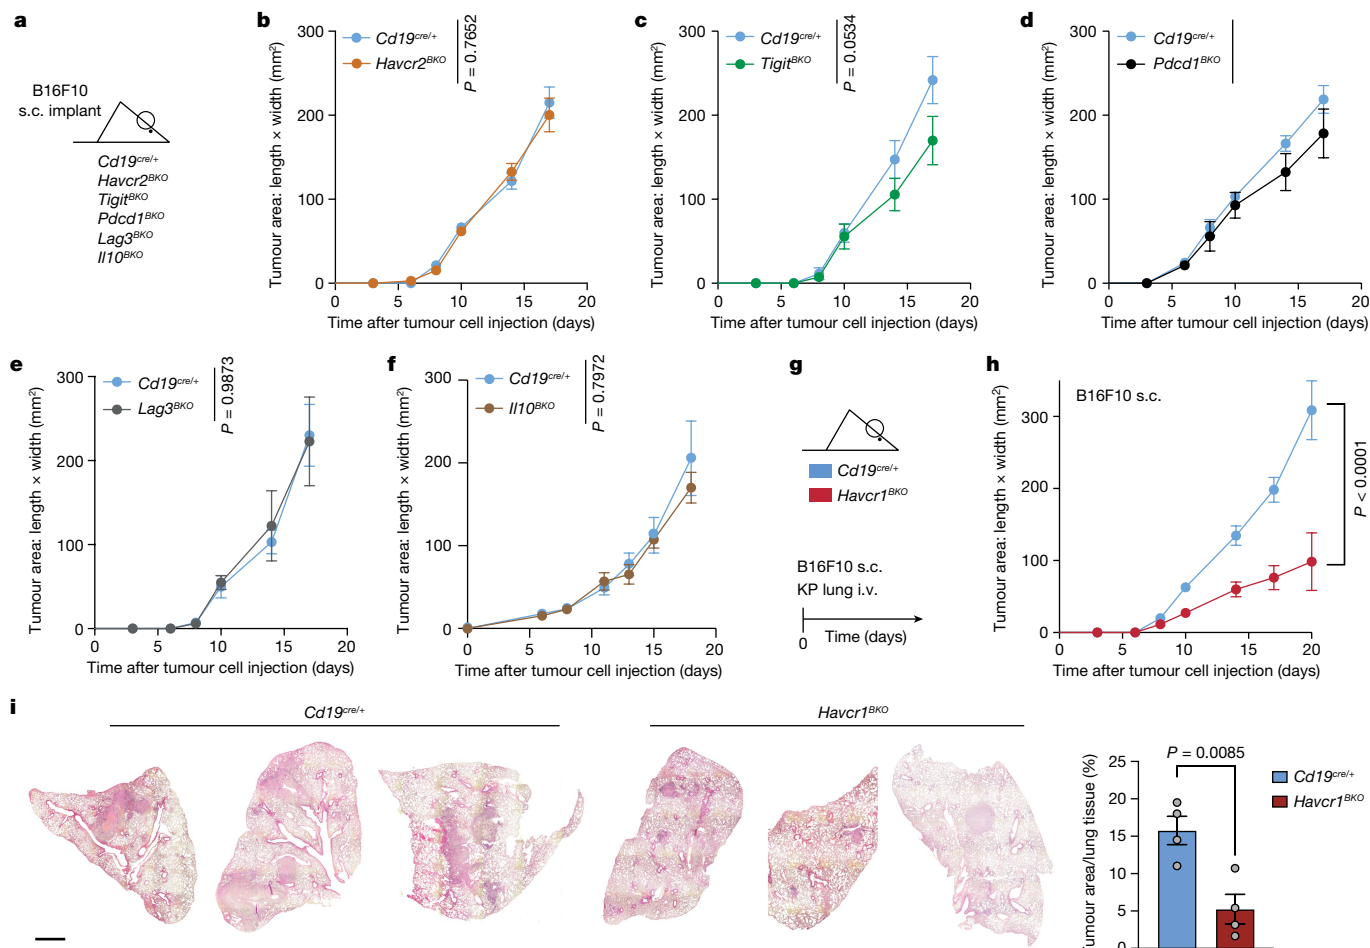 a
B16F10
s.c. implant
Cd19cre/+
Havcr2BKO
TigitBKO
Pdcd1BKO
Lag3BKO
Il10BKO
b
Tumour area: length × width (mm²)
300
200
100
0
Cd19cre/+
Havcr2BKO
P = 0.7652
0 5 10 15 20
Time after tumour cell injection (days)
c
Tumour area: length × width (mm²)
300
200
100
0
Cd19cre/+
TigitBKO
P = 0.0534
0 5 10 15 20
Time after tumour cell injection (days)
d
Tumour area: length × width (mm²)
300
200
100
0
Cd19cre/+
Pdcd1BKO
0 5 10 15 20
Time after tumour cell injection (days)
e
Tumour area: length × width (mm²)
300
200
100
0
Cd19cre/+
Lag3BKO
P = 0.9873
0 5 10 15 20
Time after tumour cell injection (days)
f
Tumour area: length × width (mm²)
300
200
100
0
Cd19cre/+
Il10BKO
P = 0.7972
0 5 10 15 20
Time after tumour cell injection (days)
g
Cd19cre/+
Havcr1BKO
B16F10 s.c.
KP lung i.v.
0
Time (days)
h
Tumour area: length × width (mm²)
B16F10 s.c.
300
200
100
0
P < 0.0001
0 5 10 15 20
Time after tumour cell injection (days)
i
Cd19cre/+
Havcr1BKO
Tumour area/lung tissue (%)
25
20
15
10
5
0
P = 0.0085
Cd19cre/+
Havcr1BKO